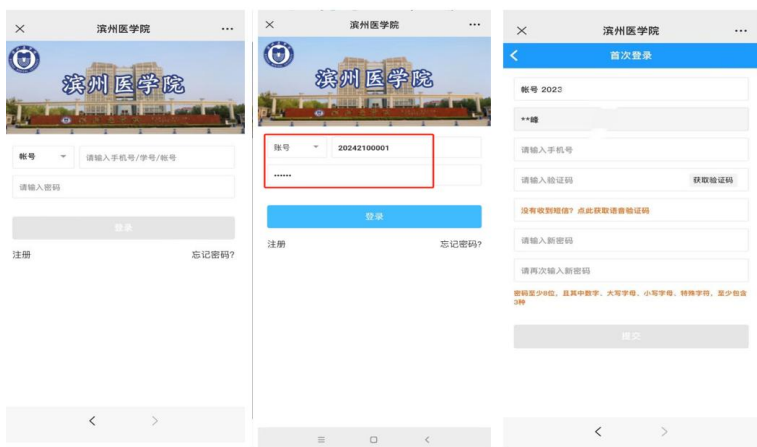 滨州医学院
滨州医学院
帐号
请输入手机号/学号/帐号
请输入密码
登录
注册
忘记密码?
滨州医学院
滨州医学院
账号
20242100001
······
登录
注册
忘记密码?
滨州医学院
首次登录
帐号 2023
**峰
请输入手机号
请输入验证码
获取验证码
没有收到短信？点此获取语音验证码
请输入新密码
请再次输入新密码
密码至少8位，且其中数字、大写字母、小写字母、特殊字符，至少包含
3种
提交